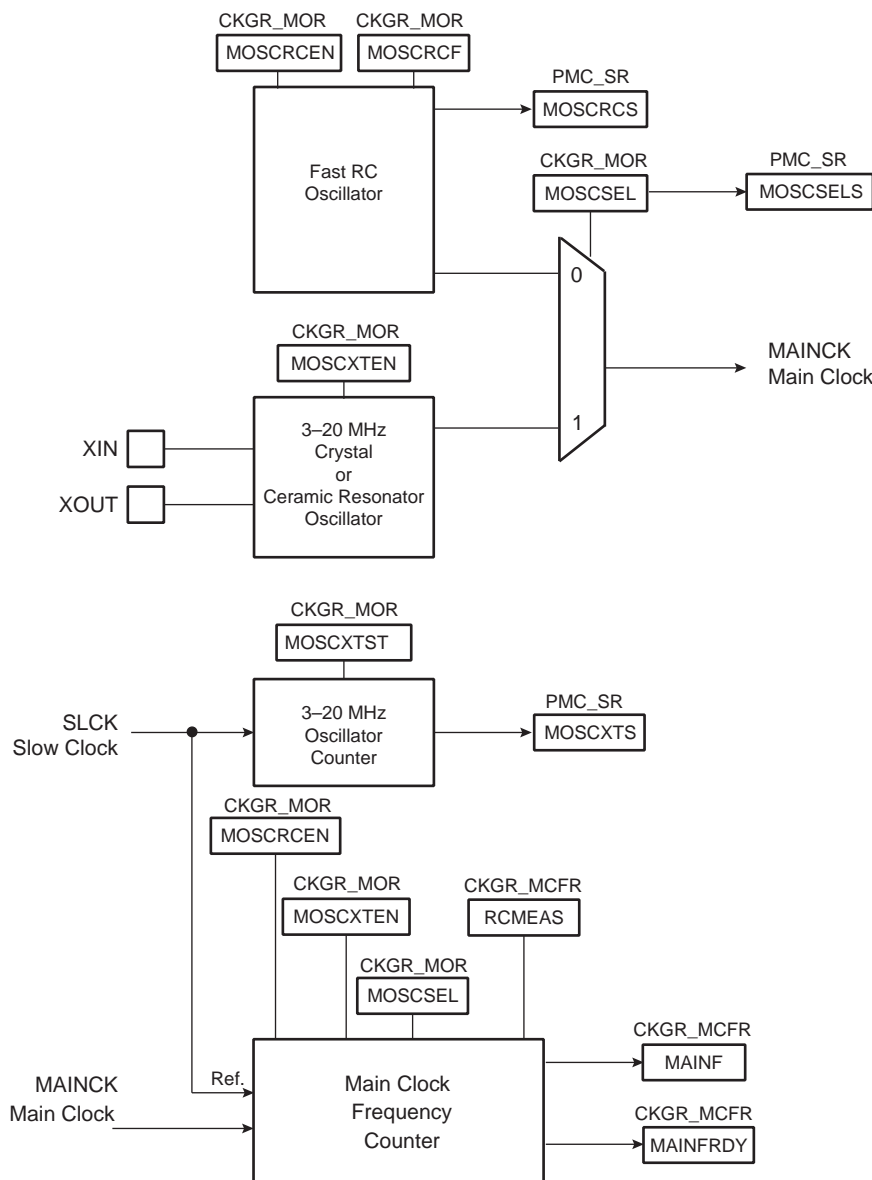 CKGR_MOR
CKGR_MOR
MOSCRCEN
MOSCRCF
PMC_SR
MOSCRCS
Fast RC
Oscillator
CKGR_MOR
MOSCSEL
PMC_SR
MOSCSELS
0
CKGR_MOR
MOSCXTEN
MAINCK
Main Clock
1
3–20 MHz
Crystal
or
Ceramic Resonator
Oscillator
XIN
XOUT
CKGR_MOR
MOSCXTST
SLCK
Slow Clock
3–20 MHz
Oscillator
Counter
PMC_SR
MOSCXTS
CKGR_MOR
MOSCRCEN
CKGR_MOR
MOSCXTEN
CKGR_MCFR
RCMEAS
CKGR_MOR
MOSCSEL
CKGR_MCFR
MAINF
MAINCK
Main Clock
Ref.
Main Clock
Frequency
Counter
CKGR_MCFR
MAINFRDY